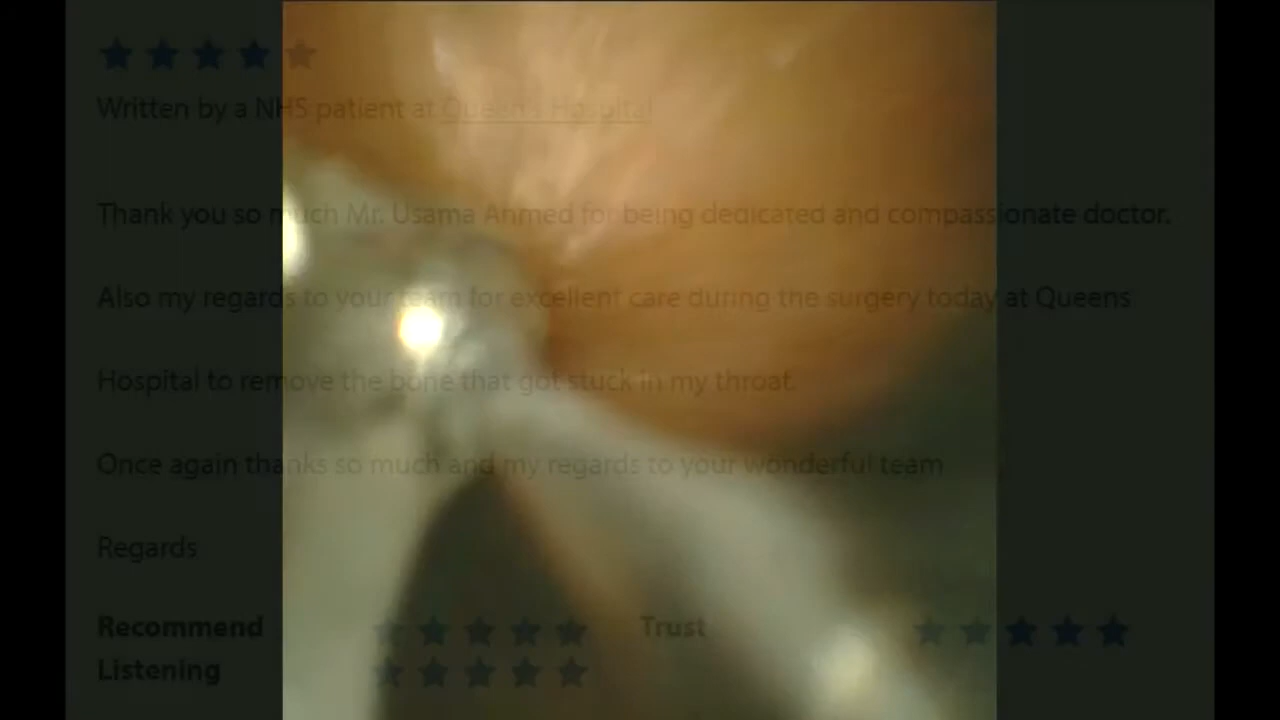 Written by a NHS patient at Queen's Hospital
Thank you so much Mr. Usama Ahmed for being dedicated and compassionate doctor.
Also my regards to your team for excellent care during the surgery today at Queens
Hospital to remove the bone that got stuck in my throat.
Once again thanks so much and my regards to your wonderful team
Regards
Recommend Trust
Listening